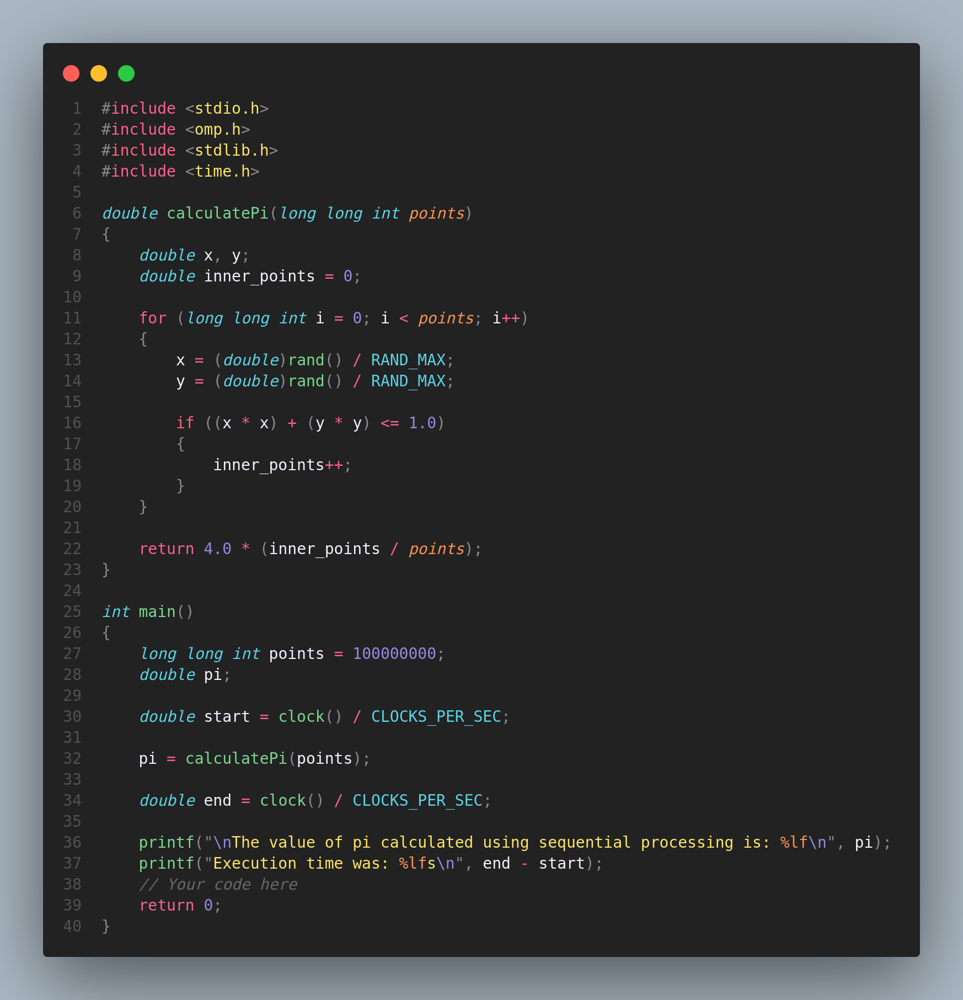 1 #include <stdio.h>
2 #include <omp.h>
3 #include <stdlib.h>
4 #include <time.h>
5
6 double calculatePi(long long int points)
7 {
8     double x, y;
9     double inner_points = 0;
10
11     for (long long int i = 0; i < points; i++)
12     {
13         x = (double)rand() / RAND_MAX;
14         y = (double)rand() / RAND_MAX;
15
16         if ((x * x) + (y * y) <= 1.0)
17         {
18             inner_points++;
19         }
20     }
21
22     return 4.0 * (inner_points / points);
23 }
24
25 int main()
26 {
27     long long int points = 100000000;
28     double pi;
29
30     double start = clock() / CLOCKS_PER_SEC;
31
32     pi = calculatePi(points);
33
34     double end = clock() / CLOCKS_PER_SEC;
35
36     printf("\nThe value of pi calculated using sequential processing is: %lf\n", pi);
37     printf("Execution time was: %lfs\n", end - start);
38     // Your code here
39     return 0;
40 }